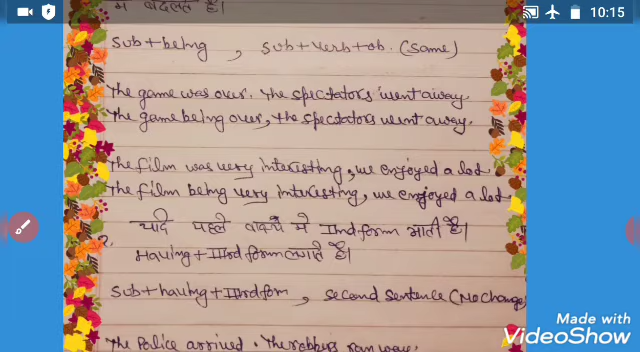 में बदलते हैं।
10:15
Sub + being , Sub + verb + ob. (Same)
The game was over. The spectators went away.
The game being over, the spectators went away.
The film was very interesting, we enjoyed a lot.
The film being very interesting, we enjoyed a lot
यदि पहले वाक्य में IInd form आती है।
2.
Having + IIIrd form लगाते हैं।
Sub + having + IIIrd form , second sentence (No change)
The Police arrived. The robbers ran away.
Made with
VideoShow